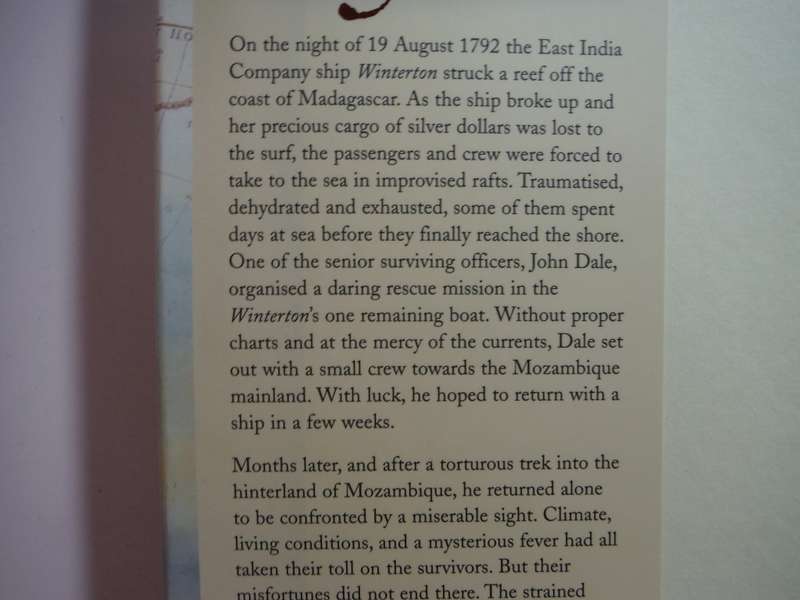 On the night of 19 August 1792 the East India
Company ship Winterton struck a reef off the
coast of Madagascar. As the ship broke up and
her precious cargo of silver dollars was lost to
the surf, the passengers and crew were forced to
take to the sea in improvised rafts. Traumatised,
dehydrated and exhausted, some of them spent
days at sea before they finally reached the shore.
One of the senior surviving officers, John Dale,
organised a daring rescue mission in the
Winterton's one remaining boat. Without proper
charts and at the mercy of the currents, Dale set
out with a small crew towards the Mozambique
mainland. With luck, he hoped to return with a
ship in a few weeks.
Months later, and after a torturous trek into the
hinterland of Mozambique, he returned alone
to be confronted by a miserable sight. Climate,
living conditions, and a mysterious fever had all
taken their toll on the survivors. But their
misfortunes did not end there. The strained